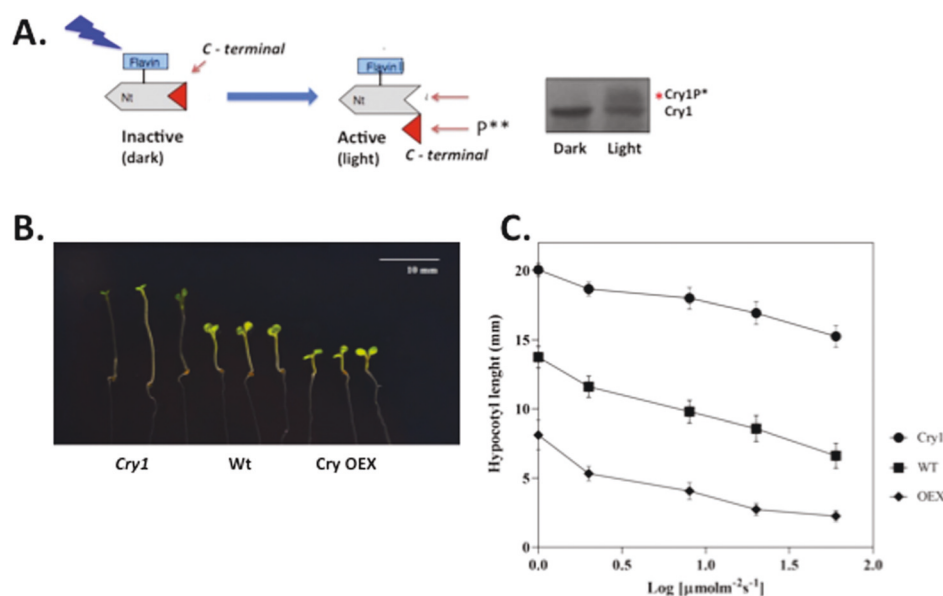 A.
Flavin
C - terminal
Nt
Inactive
(dark)
Flavin
Nt
Active
(light)
P**
C - terminal
* Cry1P*
Cry1
Dark Light
B.
10 mm
Cry1 Wt Cry OEX
C.
Hypocotyl lenght (mm)
20
15
10
5
0
0.0 0.5 1.0 1.5 2.0
Log [μmolm⁻²s⁻¹]
Cry1
WT
OEX